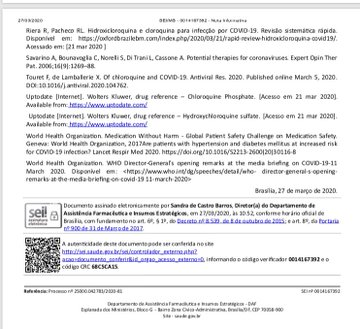 27/03/2020 SEI/MS - 0014167392 - Nota Informativa
Riera R, Pacheco RL. Hidroxicloroquina e cloroquina para infecção por COVID-19. Revisão sistemática rápida.
Disponível em: https://oxfordbrazilebm.com/index.php/2020/03/21/rapid-review-hidroxicloroquina-covid19/.
Acessado em: [21 mar 2020 ]
Savarino A, Buonavoglia C, Norelli S, Di Trani L, Cassone A. Potential therapies for coronaviruses. Expert Opin Ther
Pat. 2006;16(9):1269–88.
Touret F, de Lamballerie X. Of chloroquine and COVID-19. Antiviral Res. 2020. Published online March 5, 2020.
DOI:10.1016/j.antiviral.2020.104762.
Uptodate [Internet]. Wolters Kluwer, drug reference – Chloroquine Phosphate. [Acesso em 21 mar 2020].
Available from: https://www.uptodate.com/
Uptodate [Internet]. Wolters Kluwer, drug reference – Hydroxychloroquine sulfate. [Acesso em 21 mar 2020].
Available from: https://www.uptodate.com/
World Health Organization. Medication Without Harm - Global Patient Safety Challenge on Medication Safety.
Geneva: World Health Organization, 2017Are patients with hypertension and diabetes mellitus at increased risk
for COVID-19 infection? Lancet Respir Med 2020. https://doi.org/10.1016/S2213-2600(20)30116-8
World Health Organization. WHO Director-General's opening remarks at the media briefing on COVID-19-11
March 2020. Disponível em: <https://www.who.int/dg/speeches/detail/who- director-general-s-opening-
remarks-at-the-media-briefing-on-covid-19 11-march-2020>
Brasília, 27 de março de 2020.
sei!
assinatura
eletrônica
Documento assinado eletronicamente por Sandra de Castro Barros, Diretor(a) do Departamento de
Assistência Farmacêutica e Insumos Estratégicos, em 27/03/2020, às 10:52, conforme horário oficial de
Brasília, com fundamento no art. 6º, § 1º, do Decreto nº 8.539, de 8 de outubro de 2015; e art. 8º, da Portaria
nº 900 de 31 de Março de 2017.
A autenticidade deste documento pode ser conferida no site
http://sei.saude.gov.br/sei/controlador_externo.php?
acao=documento_conferir&id_orgao_acesso_externo=0, informando o código verificador 0014167392 e o
código CRC 6BC5CA15.
Referência: Processo nº 25000.042783/2020-81 SEI nº 0014167392
Departamento de Assistência Farmacêutica e Insumos Estratégicos - DAF
Esplanada dos Ministérios, Bloco G - Bairro Zona Cívico-Administrativa, Brasília/DF, CEP 70058-900
Site - saude.gov.br